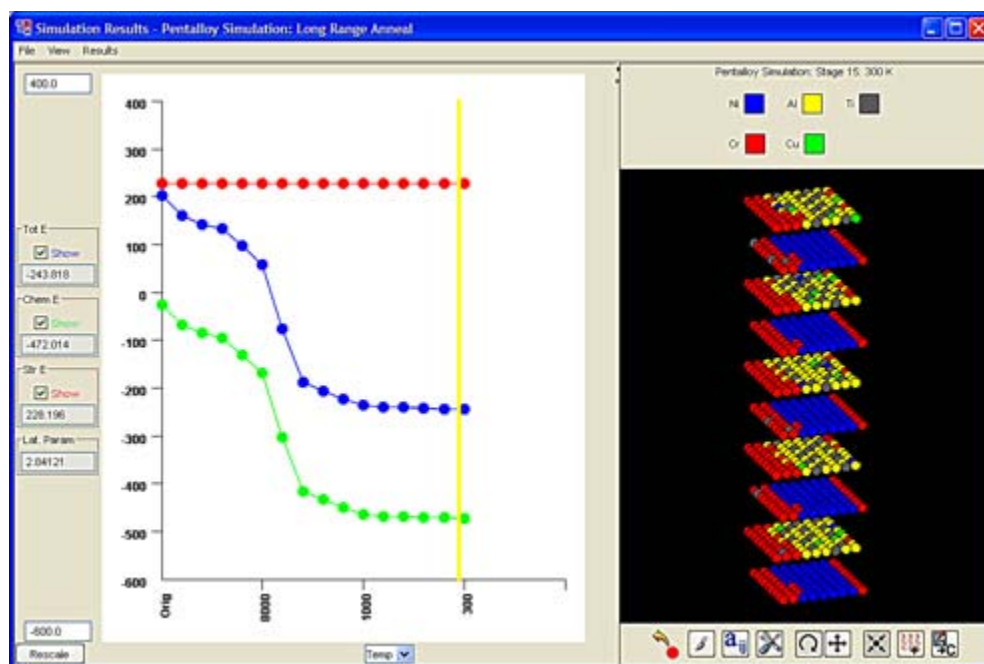 Simulation Results - Pentalloy Simulation: Long Range Anneal
File View Results
400.0
Tot E
Show
-243.818
Chem E
Show
-472.014
Str E
Show
228.196
Lat. Param
2.84121
-600.0
Rescale
400
300
200
100
0
-100
-200
-300
-400
-500
-600
Orig
8000
1000
300
Temp
Pentalloy Simulation: Stage 15: 300 K
Ni Al Ti
Cr Cu
a
C